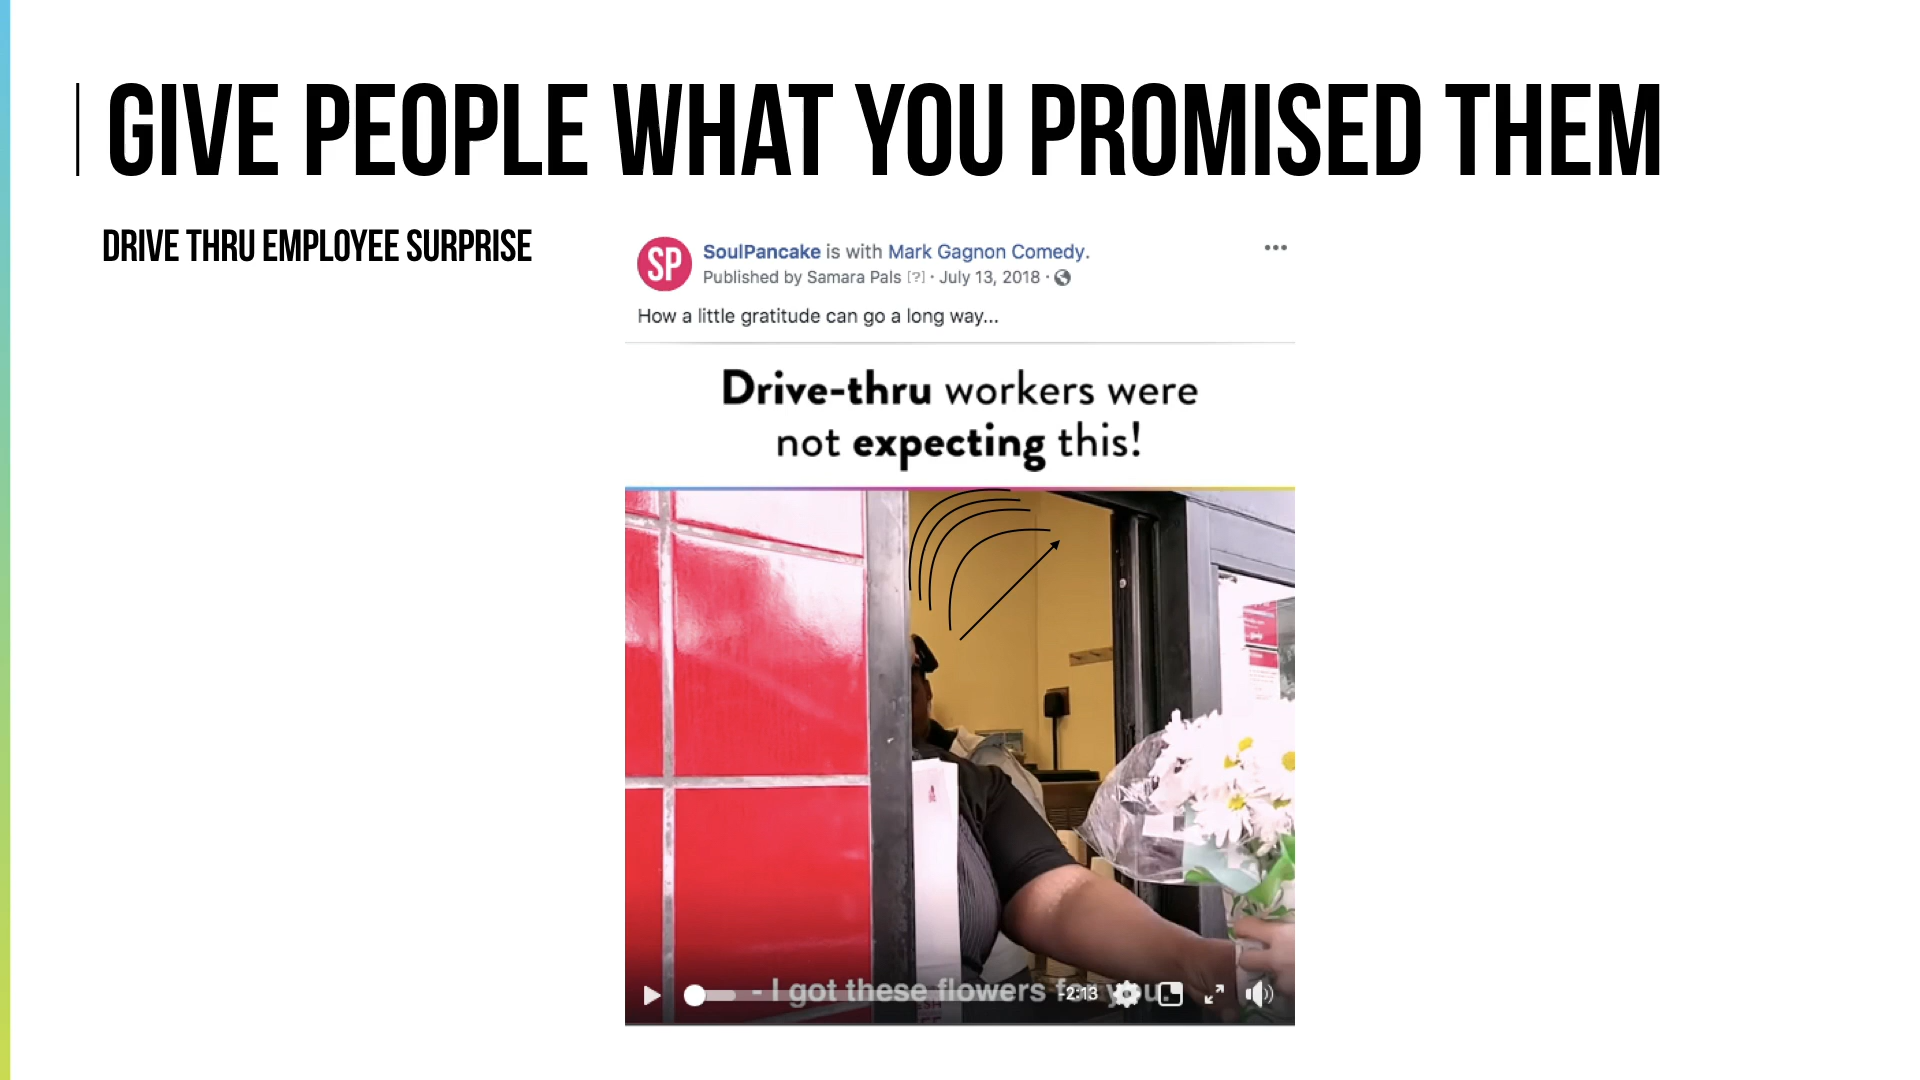 GIVE PEOPLE WHAT YOU PROMISED THEM
DRIVE THRU EMPLOYEE SURPRISE
SP
SoulPancake is with Mark Gagnon Comedy.
Published by Samara Pals [?] · July 13, 2018 ·
How a little gratitude can go a long way...
Drive-thru workers were
not expecting this!
- I got these flowers for you.
-2:13